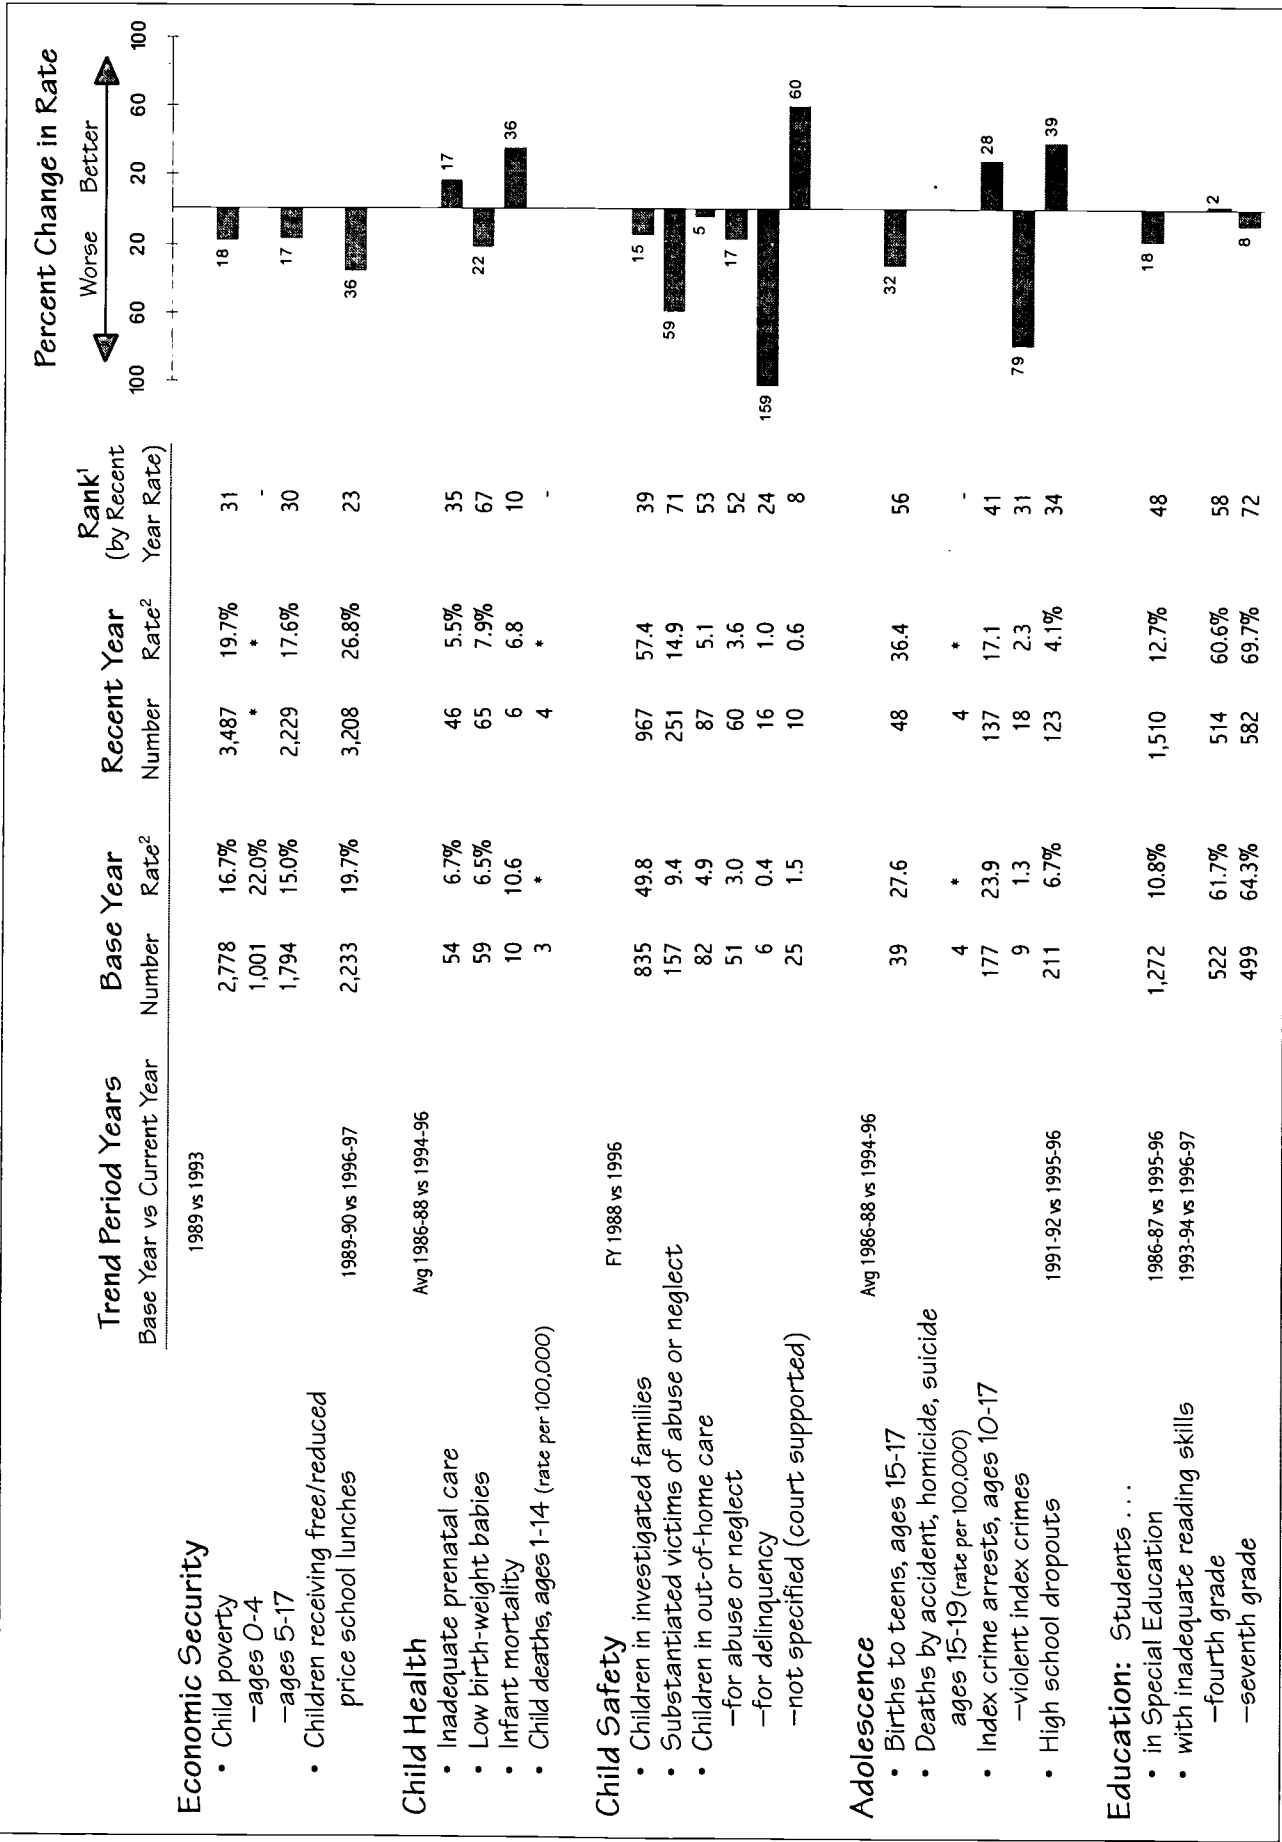 Percent Change in Rate
Worse Better
100 60 20 20 60 100
Trend Period Years Base Year Recent Year Rank¹
(by Recent
Base Year vs Current Year Number Rate² Number Rate² Year Rate)
Economic Security
• Child poverty 1989 vs 1993 2,778 16.7% 3,487 19.7% 31 18
—ages 0-4 1,001 22.0% * * -
—ages 5-17 1,794 15.0% 2,229 17.6% 30 17
• Children receiving free/reduced
price school lunches 1989-90 vs 1996-97 2,233 19.7% 3,208 26.8% 23 36
Child Health Avg 1986-88 vs 1994-96
• Inadequate prenatal care 54 6.7% 46 5.5% 35 17
• Low birth-weight babies 59 6.5% 65 7.9% 67 22
• Infant mortality 10 10.6 6 6.8 10 36
• Child deaths, ages 1-14 (rate per 100,000) 3 * 4 * -
Child Safety FY 1988 vs 1996
• Children in investigated families 835 49.8 967 57.4 39 15
• Substantiated victims of abuse or neglect 157 9.4 251 14.9 71 59
• Children in out-of-home care 82 4.9 87 5.1 53 5
—for abuse or neglect 51 3.0 60 3.6 52 17
—for delinquency 6 0.4 16 1.0 24 159
—not specified (court supported) 25 1.5 10 0.6 8 60
Adolescence Avg 1986-88 vs 1994-96
• Births to teens, ages 15-17 39 27.6 48 36.4 56 32
• Deaths by accident, homicide, suicide
ages 15-19 (rate per 100,000) 4 * 4 * -
• Index crime arrests, ages 10-17 177 23.9 137 17.1 41 28
—violent index crimes 9 1.3 18 2.3 31 79
• High school dropouts 1991-92 vs 1995-96 211 6.7% 123 4.1% 34 39
Education: Students . . .
• in Special Education 1986-87 vs 1995-96 1,272 10.8% 1,510 12.7% 48 18
• with inadequate reading skills 1993-94 vs 1996-97
—fourth grade 522 61.7% 514 60.6% 58 2
—seventh grade 499 64.3% 582 69.7% 72 8